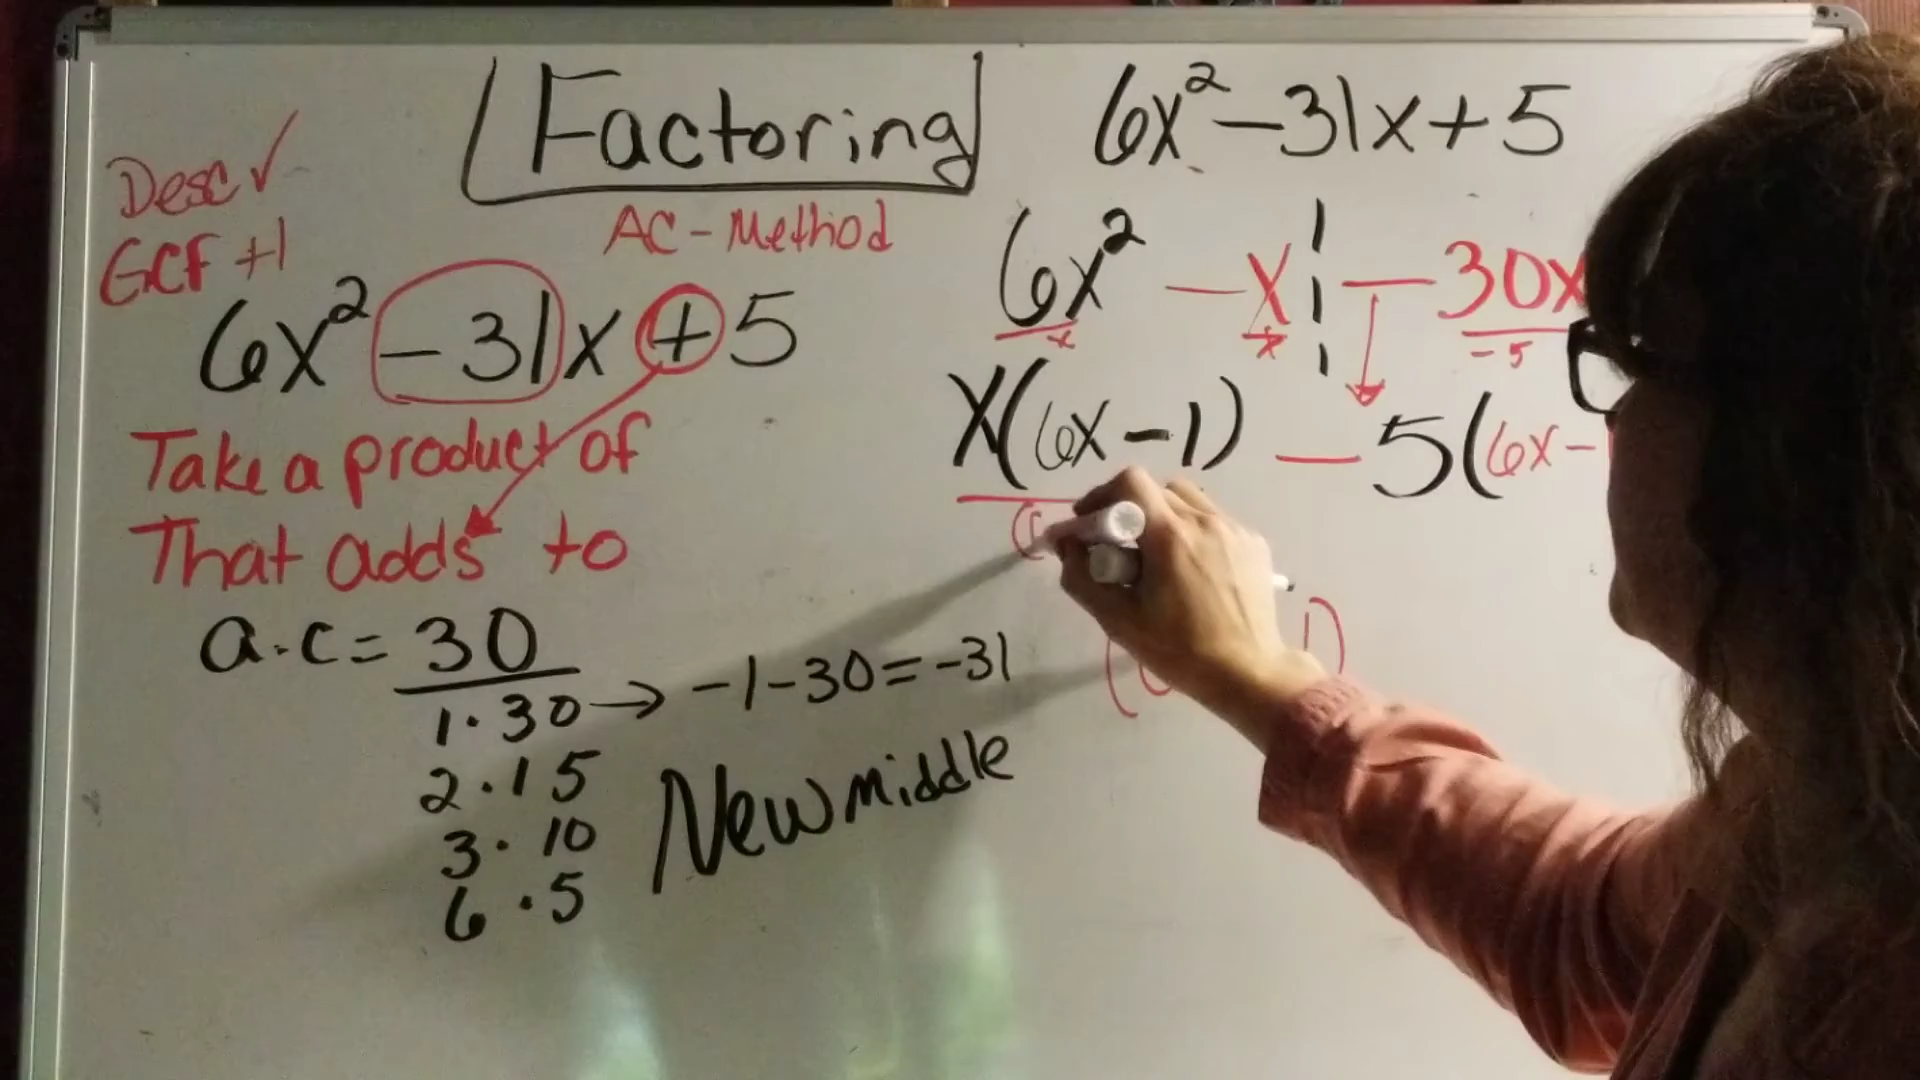 Factoring
AC-Method
Desc ✓
GCF +1
6x² -31x + 5
Take a product of
That adds to
a·c = 30
1·30 → -1-30=-31
2·15
3·10
6·5
New middle
6x² -31x + 5
6x² - x ¦ - 30x
x x -5
x(6x-1) - 5(6x-